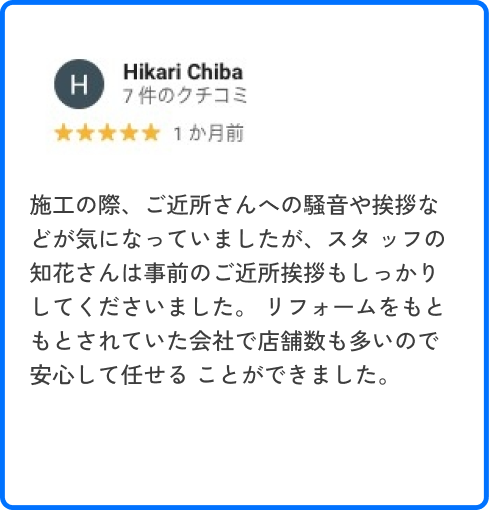 H
Hikari Chiba
7 件のクチコミ
★★★★★ 1 か月前
施工の際、ご近所さんへの騒音や挨拶な
どが気になっていましたが、スタ ッフの
知花さんは事前のご近所挨拶もしっかり
してくださいました。 リフォームをもと
もとされていた会社で店舗数も多いので
安心して任せる ことができました。